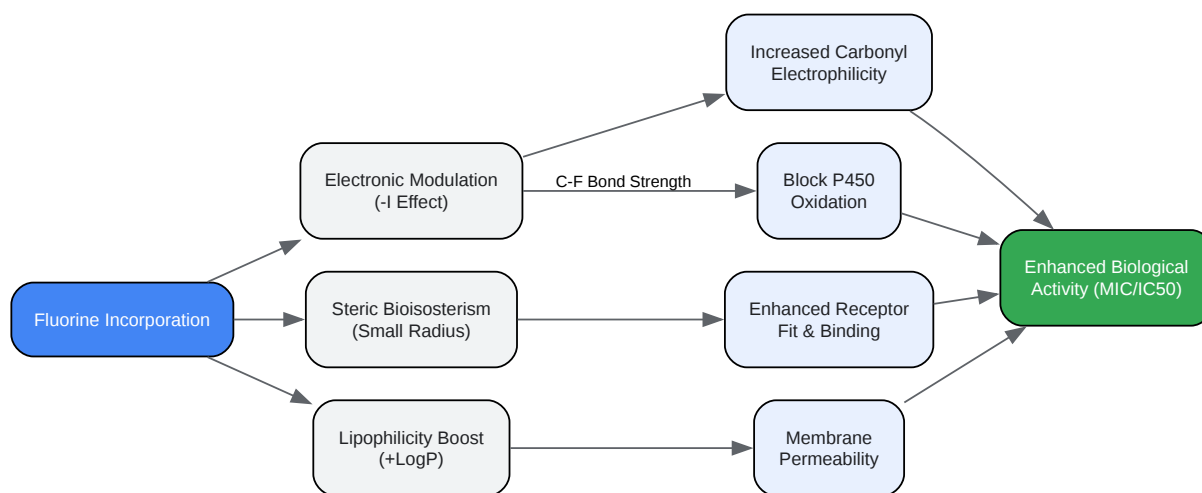 Increased Carbonyl
Electrophilicity
Electronic Modulation
(-I Effect)
C-F Bond Strength
Block P450
Oxidation
Fluorine Incorporation
Steric Bioisosterism
(Small Radius)
Enhanced Receptor
Fit & Binding
Enhanced Biological
Activity (MIC/IC50)
Lipophilicity Boost
(+LogP)
Membrane
Permeability